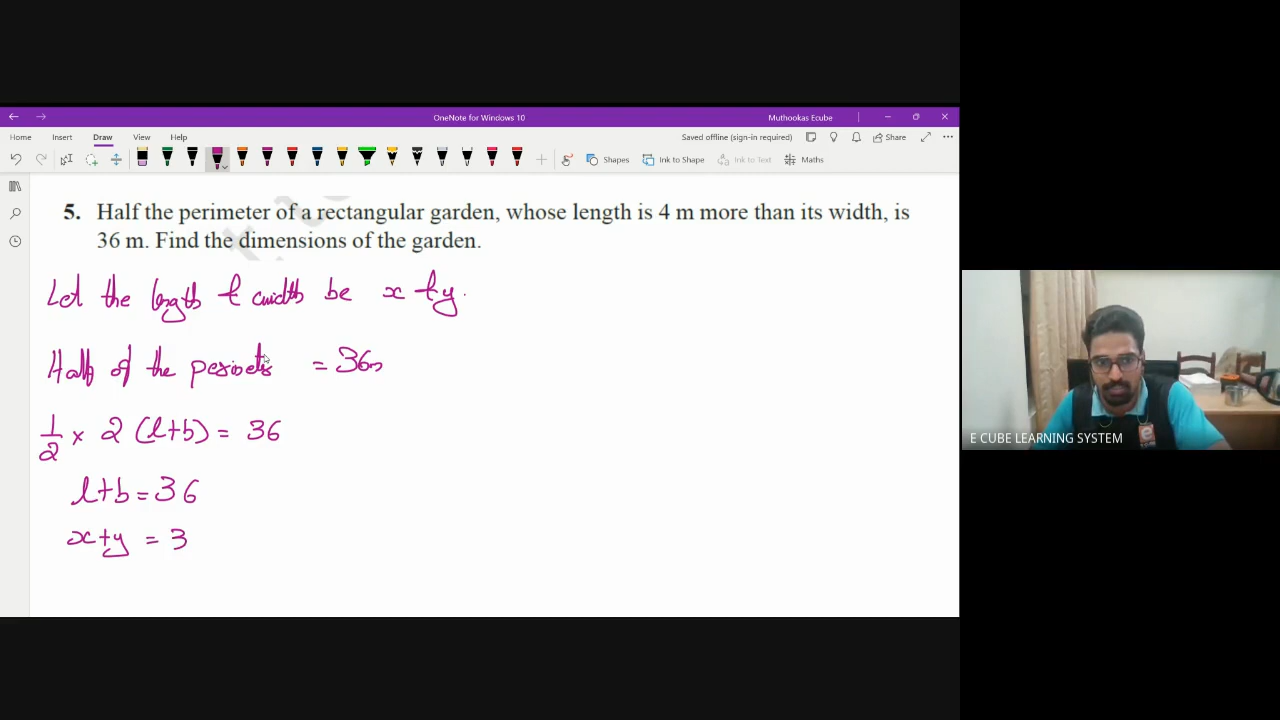 OneNote for Windows 10
Muthookas Ecube
Home Insert Draw View Help
Saved offline (sign-in required)
Share
Shapes
Ink to Shape
Ink to Text
Maths
5. Half the perimeter of a rectangular garden, whose length is 4 m more than its width, is
36 m. Find the dimensions of the garden.
Let the length & width be x & y.
Half of the = 36m
1/2 × 2 (l+b) = 36
l+b = 36
x+y = 3
E CUBE LEARNING SYSTEM